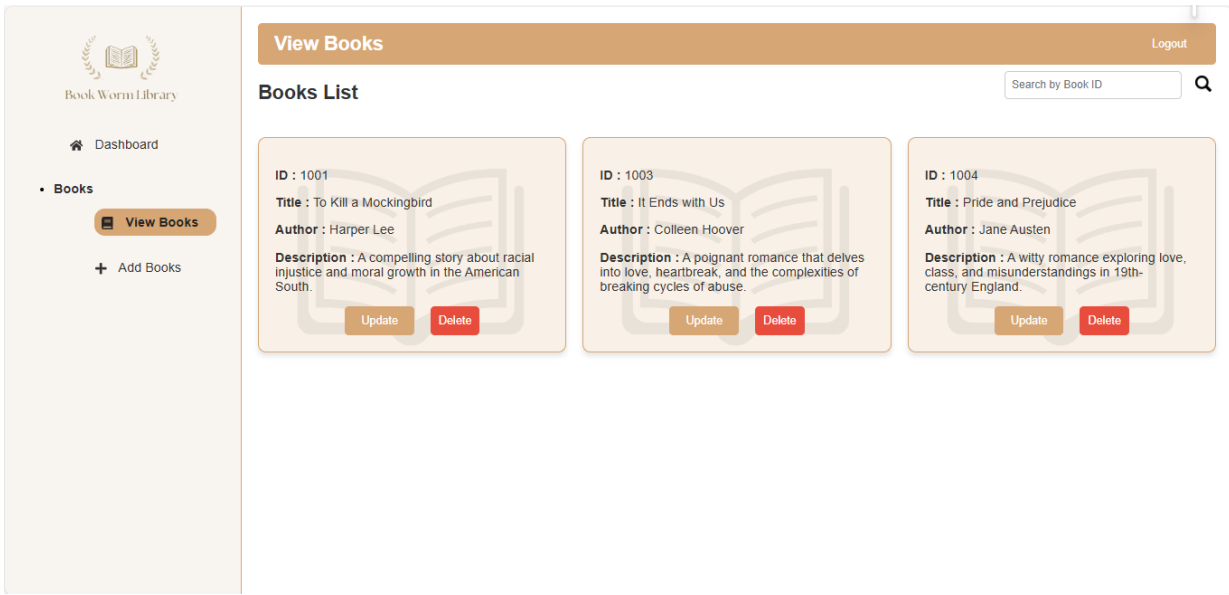 Book Worm Library
Dashboard
Books
View Books
Add Books
View Books
Logout
Books List
Search by Book ID
ID : 1001
Title : To Kill a Mockingbird
Author : Harper Lee
Description : A compelling story about racial
injustice and moral growth in the American
South.
Update
Delete
ID : 1003
Title : It Ends with Us
Author : Colleen Hoover
Description : A poignant romance that delves
into love, heartbreak, and the complexities of
breaking cycles of abuse.
Update
Delete
ID : 1004
Title : Pride and Prejudice
Author : Jane Austen
Description : A witty romance exploring love,
class, and misunderstandings in 19th-
century England.
Update
Delete